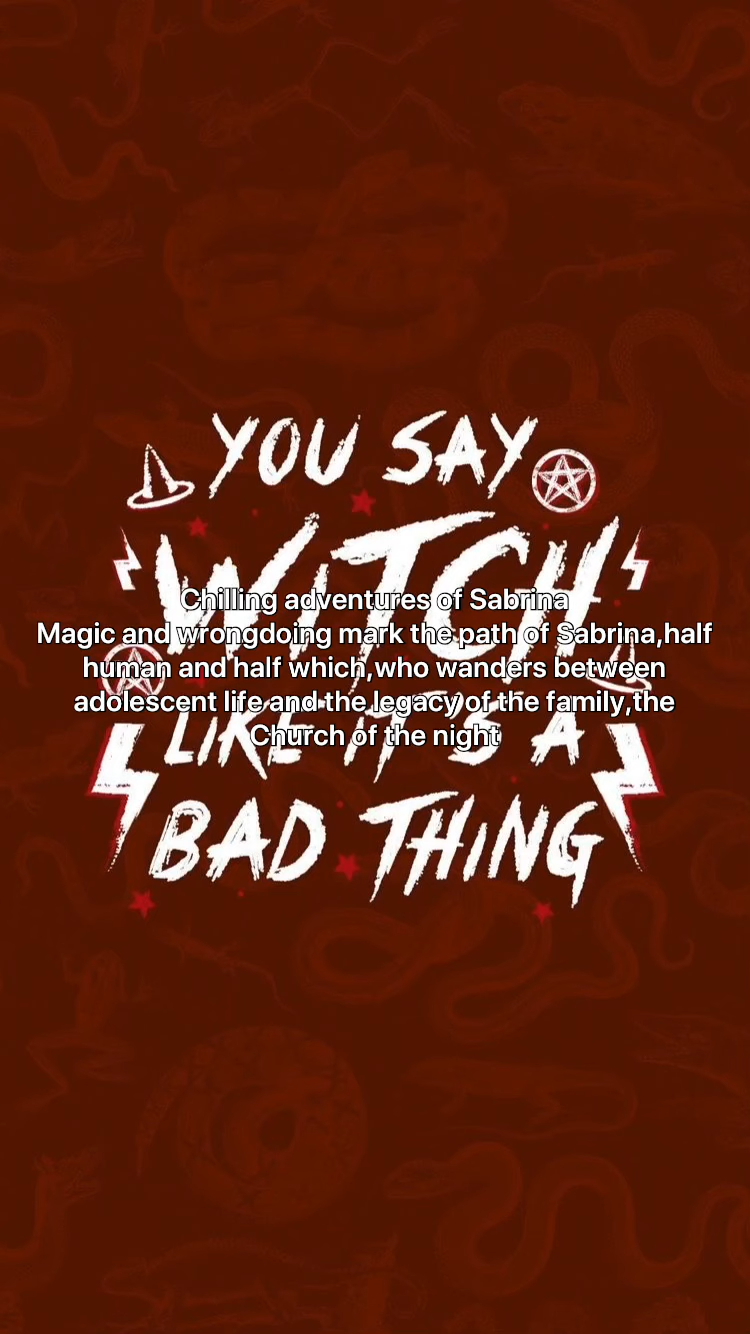 YOU SAY
WITCH
Chilling adventures of Sabrina
Magic and wrongdoing mark the path of Sabrina,half
human and half which,who wanders between
adolescent life and the legacy of the family,the
Church of the night
LIKE IT'S A
BAD THING